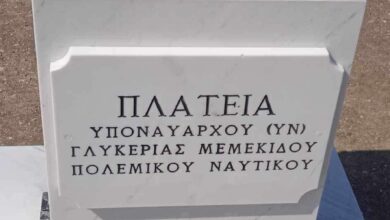 ΠΛΑΤΕΙΑ
ΥΠΟΝΑΥΑΡΧΟΥ (ΥΝ)
ΓΛΥΚΕΡΙΑΣ ΜΕΜΕΚΙΔΟΥ
ΠΟΛΕΜΙΚΟΥ ΝΑΥΤΙΚΟΥ